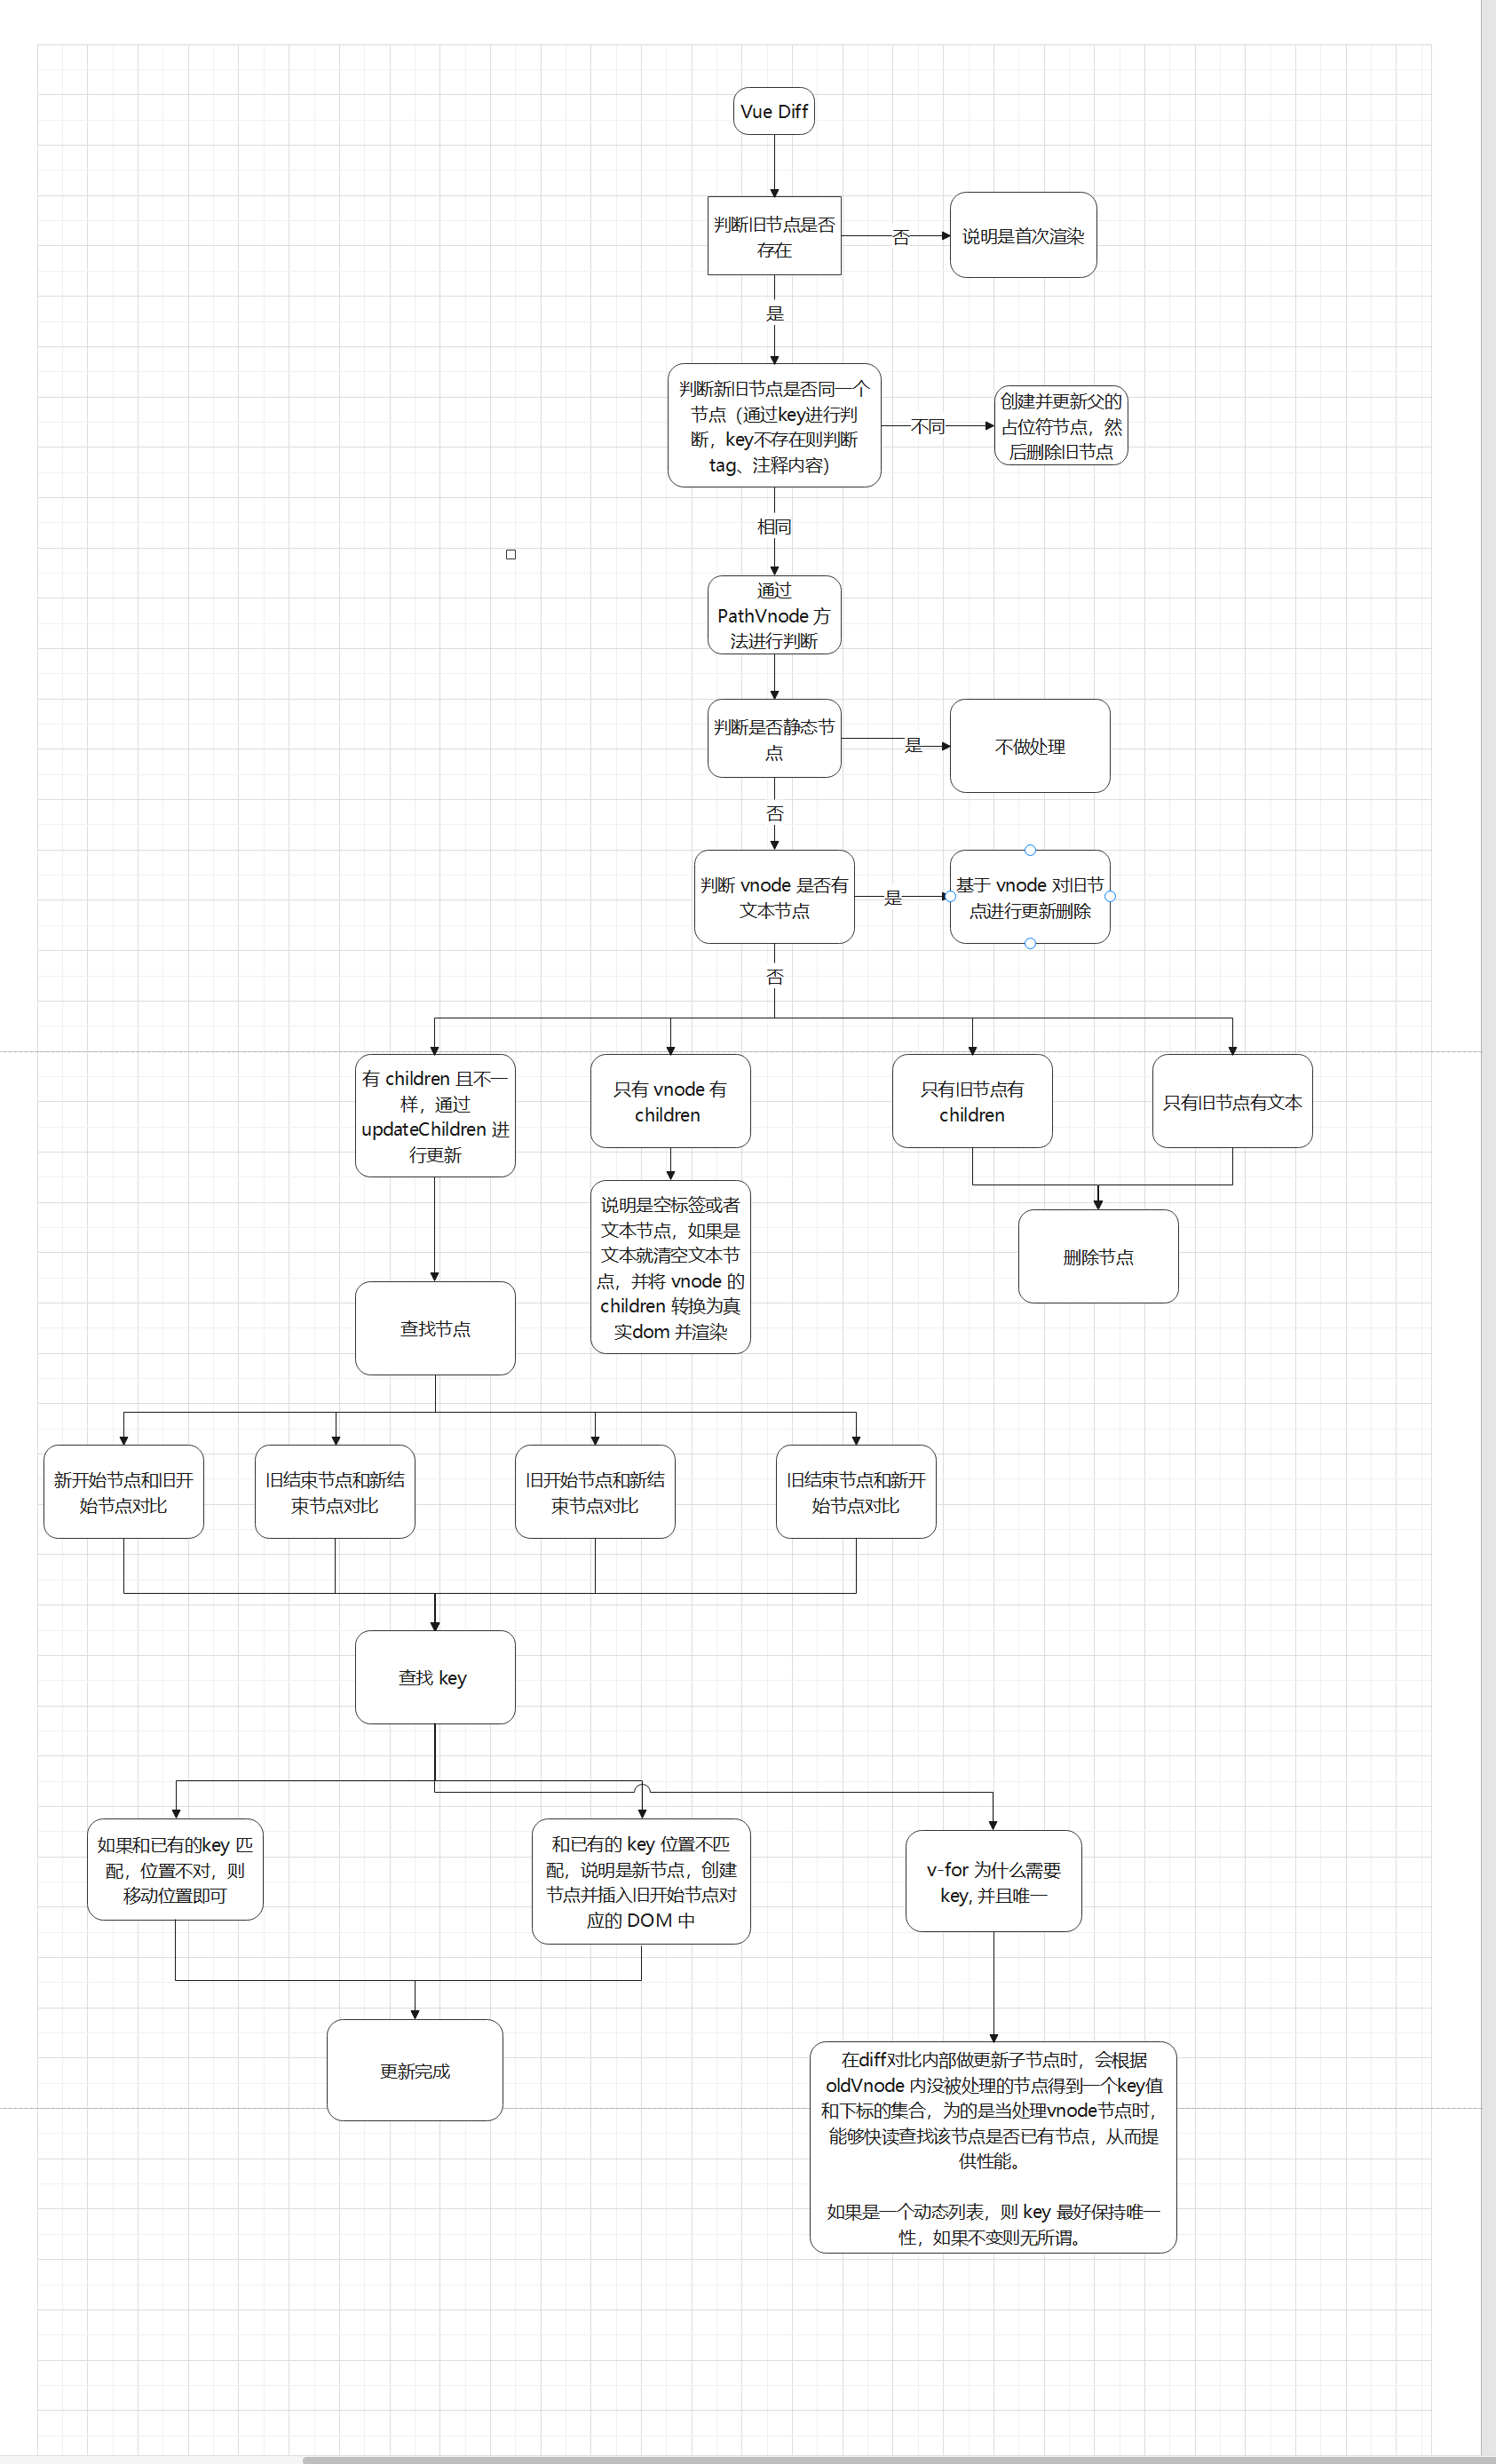 Vue Diff
判断旧节点是否
存在
否
说明是首次渲染
是
判断新旧节点是否同一个
节点（通过key进行判
断，key不存在则判断
tag、注释内容）
不同
创建并更新父的
占位符节点，然
后删除旧节点
相同
通过
PathVnode 方
法进行判断
判断是否静态节
点
是
不做处理
否
判断 vnode 是否有
文本节点
是
基于 vnode 对旧节
点进行更新删除
否
有 children 且不一
样，通过
updateChildren 进
行更新
只有 vnode 有
children
只有旧节点有
children
只有旧节点有文本
说明是空标签或者
文本节点，如果是
文本就清空文本节
点，并将 vnode 的
children 转换为真
实dom 并渲染
删除节点
查找节点
新开始节点和旧开
始节点对比
旧结束节点和新结
束节点对比
旧开始节点和新结
束节点对比
旧结束节点和新开
始节点对比
查找 key
如果和已有的key 匹
配，位置不对，则
移动位置即可
和已有的 key 位置不匹
配，说明是新节点，创建
节点并插入旧开始节点对
应的 DOM 中
v-for 为什么需要
key, 并且唯一
更新完成
在diff对比内部做更新子节点时，会根据
oldVnode 内没被处理的节点得到一个key值
和下标的集合，为的是当处理vnode节点时，
能够快读查找该节点是否已有节点，从而提
供性能。
如果是一个动态列表，则 key 最好保持唯一
性，如果不变则无所谓。